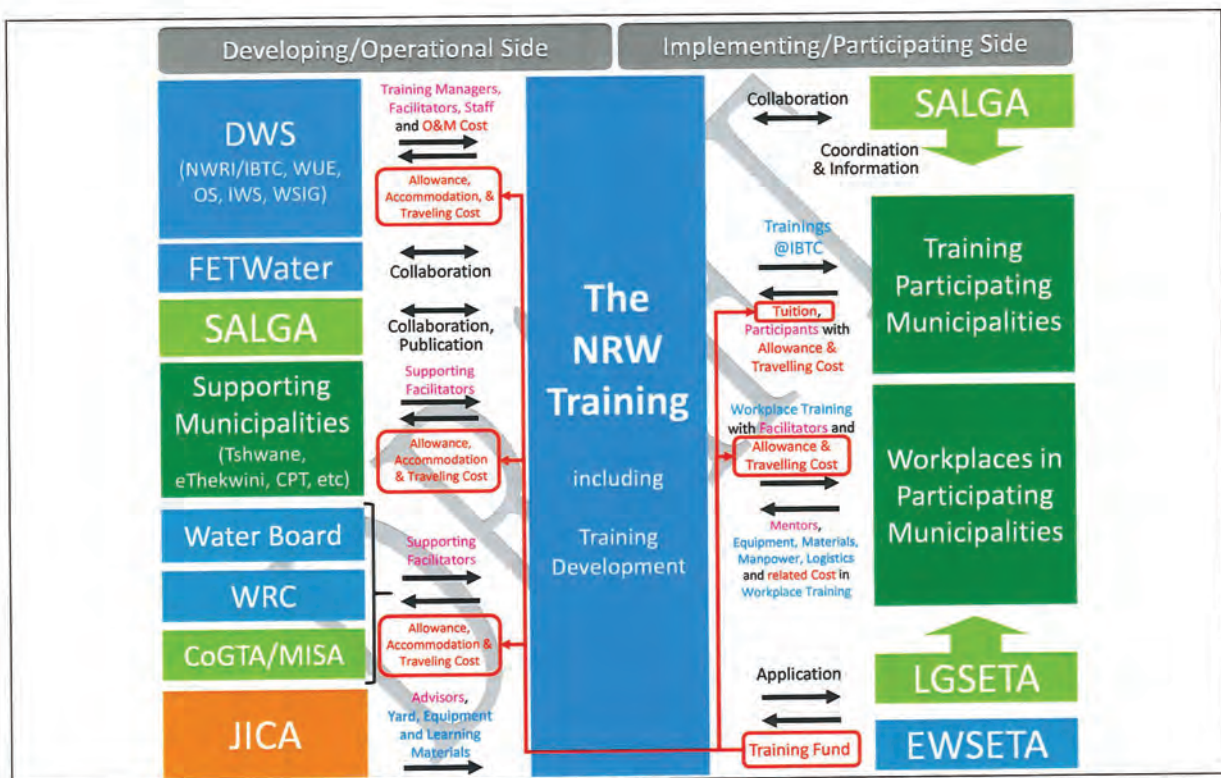 Developing/Operational Side
Implementing/Participating Side
DWS
(NWRI/IBTC, WUE,
OS, IWS, WSIG)
FETWater
SALGA
Supporting
Municipalities
(Tshwane,
eThekwini, CPT, etc)
Water Board
WRC
CoGTA/MISA
JICA
Training Managers,
Facilitators, Staff
and O&M Cost
Allowance,
Accommodation, &
Traveling Cost
Collaboration
Collaboration,
Publication
Supporting
Facilitators
Allowance,
Accommodation
& Traveling Cost
Supporting
Facilitators
Allowance,
Accommodation &
Traveling Cost
Advisors,
Yard, Equipment
and Learning
Materials
The
NRW
Training
including
Training
Development
Collaboration
Coordination
& Information
Trainings
@IBTC
Tuition,
Participants with
Allowance &
Travelling Cost
Workplace Training
with Facilitators and
Allowance &
Travelling Cost
Mentors,
Equipment, Materials,
Manpower, Logistics
and related Cost in
Workplace Training
Application
Training Fund
SALGA
Training
Participating
Municipalities
Workplaces in
Participating
Municipalities
LGSETA
EWSETA